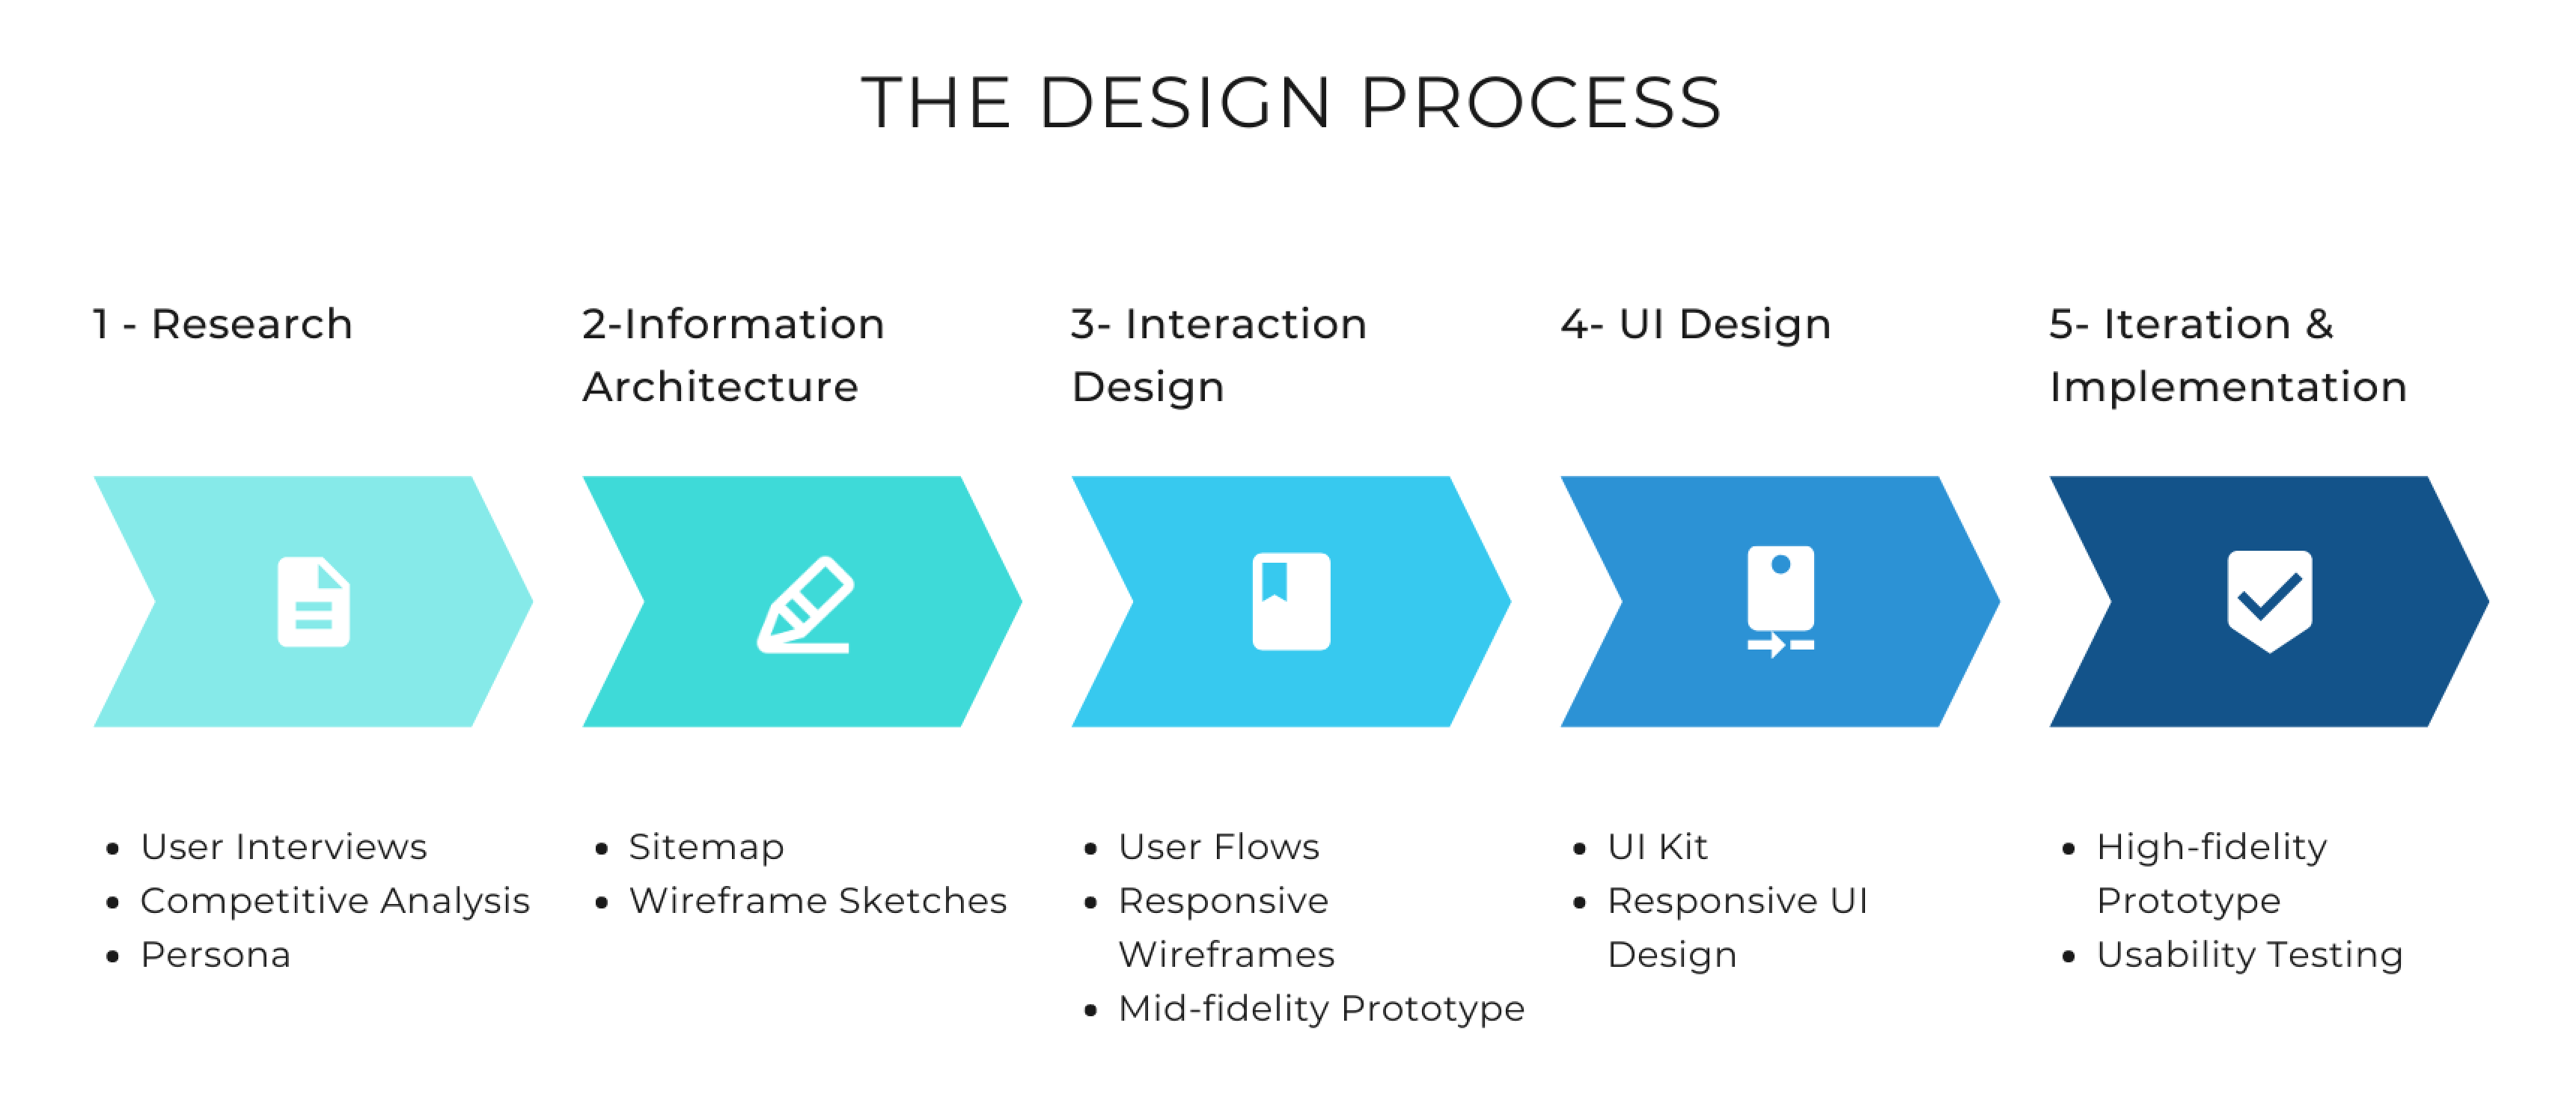 THE DESIGN PROCESS
1 - Research
2-Information
Architecture
3- Interaction
Design
4- UI Design
5- Iteration &
Implementation
• User Interviews
• Competitive Analysis
• Persona
• Sitemap
• Wireframe Sketches
• User Flows
• Responsive
Wireframes
• Mid-fidelity Prototype
• UI Kit
• Responsive UI
Design
• High-fidelity
Prototype
• Usability Testing